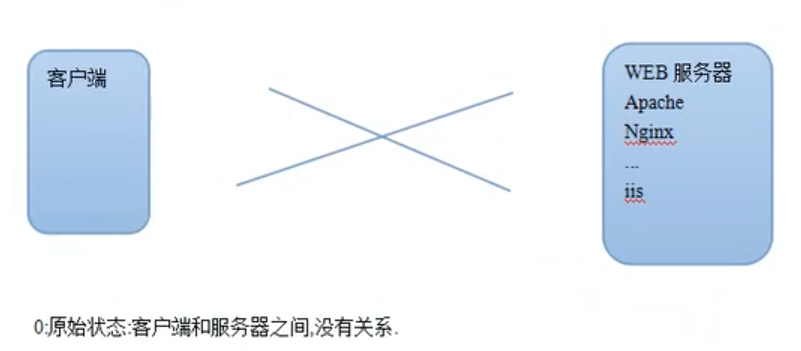 客户端
WEB 服务器
Apache
Nginx
...
iis
0:原始状态:客户端和服务器之间,没有关系.